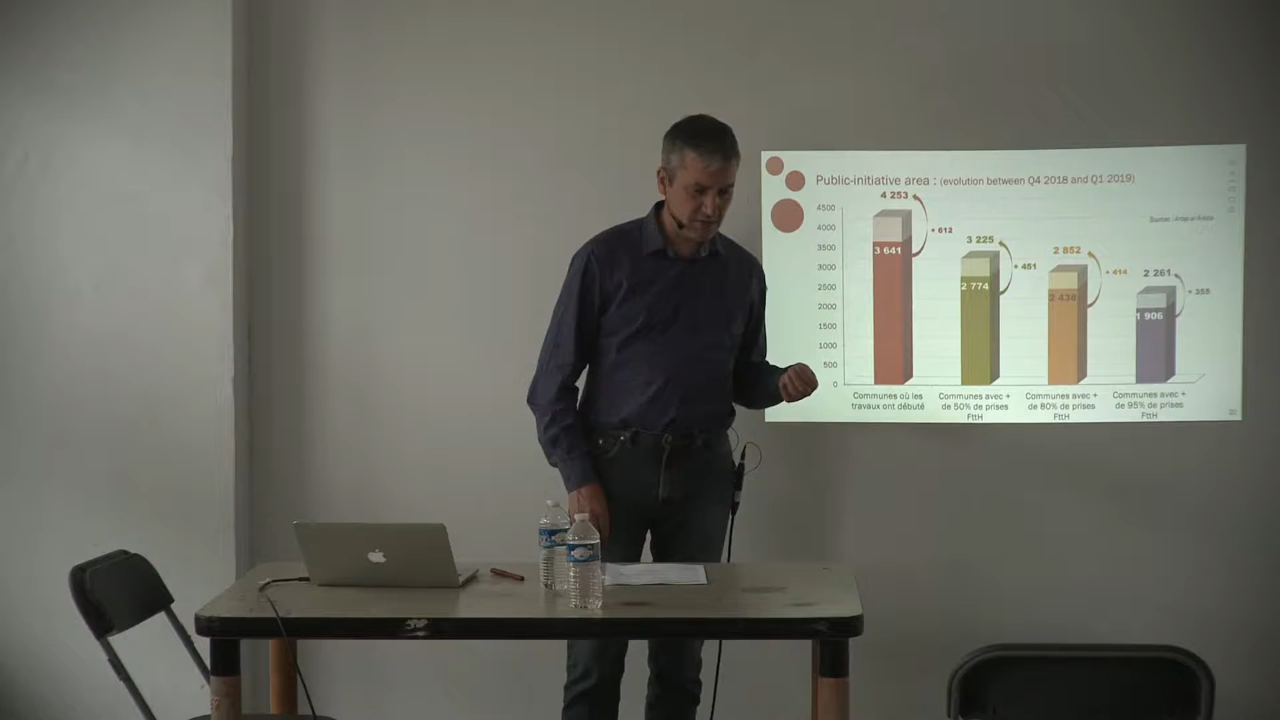 Public-initiative area : (evolution between Q4 2018 and Q1 2019)
4 253
4500
4000
3500
3000
2500
2000
1500
1000
500
0
3 641
+ 612
3 225
2 774
+ 451
2 852
2 438
+ 414
2 261
1 906
+ 355
Communes où les
travaux ont débuté
Communes avec +
de 50% de prises
FttH
Communes avec +
de 80% de prises
FttH
Communes avec +
de 95% de prises
FttH